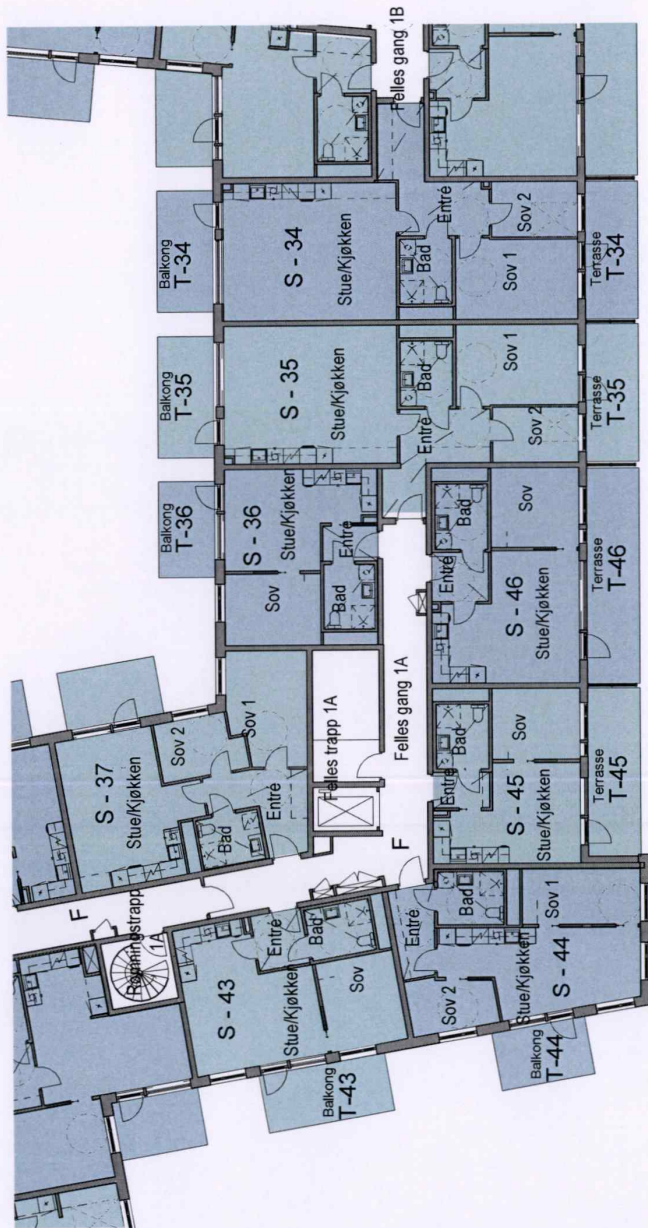 Felles gang 1B
Balkong
T-34
S - 34
Stue/Kjøkken
Entré
Bad
Sov 1
Sov 2
Terrasse
T-34
Balkong
T-35
S - 35
Stue/Kjøkken
Bad
Entré
Sov 1
Sov 2
Terrasse
T-35
Balkong
T-36
S - 36
Stue/Kjøkken
Entré
Bad
Sov
Bad
Entré
Sov
S - 46
Stue/Kjøkken
Terrasse
T-46
Felles trapp 1A
Felles gang 1A
Sov 1
Sov 2
S - 37
Stue/Kjøkken
Bad
Entré
Bad
Entré
Sov
S - 45
Stue/Kjøkken
Terrasse
T-45
F
F
Rømningstrapp
1A
S - 43
Stue/Kjøkken
Entré
Bad
Sov
Balkong
T-43
Entré
Bad
Sov 1
Sov 2
Stue/Kjøkken
S - 44
Balkong
T-44